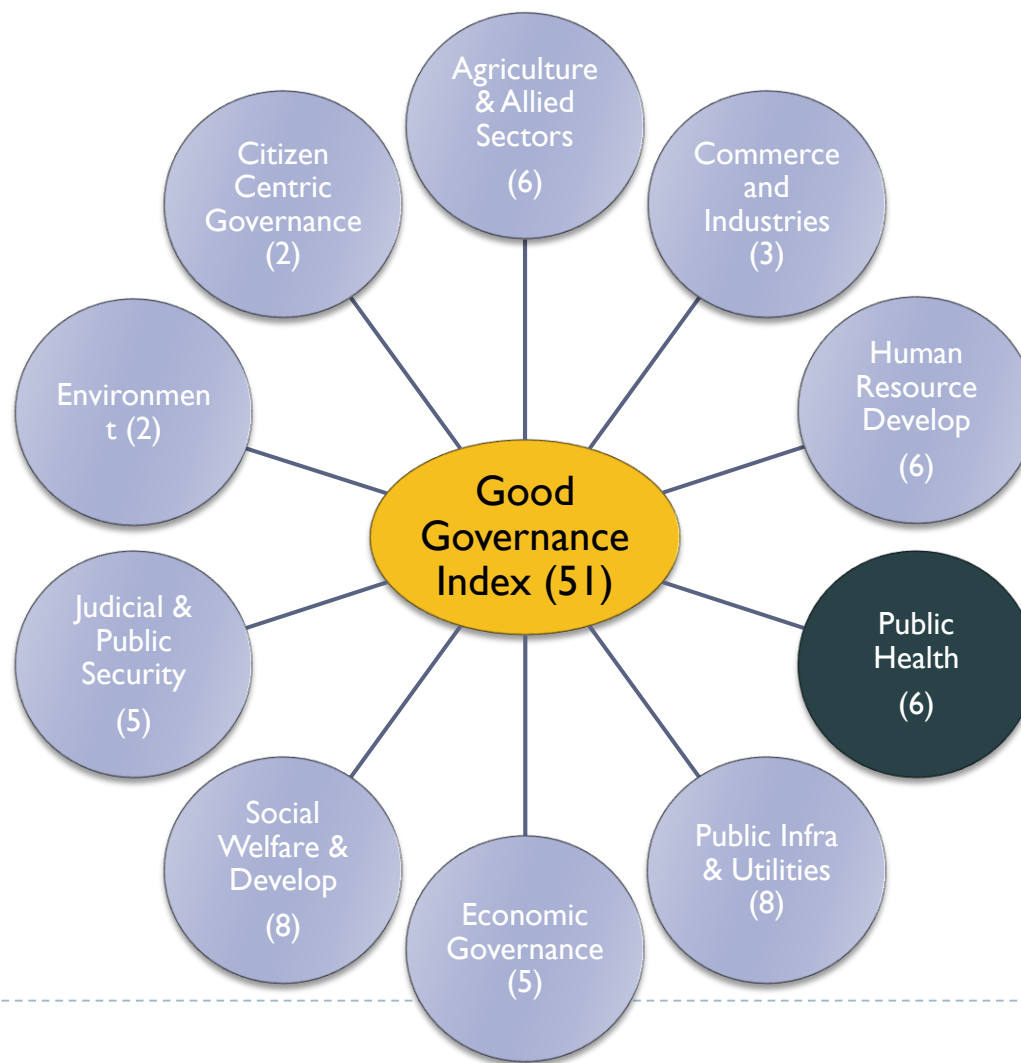 Agriculture
& Allied
Sectors
(6)
Commerce
and
Industries
(3)
Human
Resource
Develop
(6)
Public
Health
(6)
Public Infra
& Utilities
(8)
Economic
Governance
(5)
Social
Welfare &
Develop
(8)
Judicial &
Public
Security
(5)
Environmen
t (2)
Citizen
Centric
Governance
(2)
Good
Governance
Index (51)